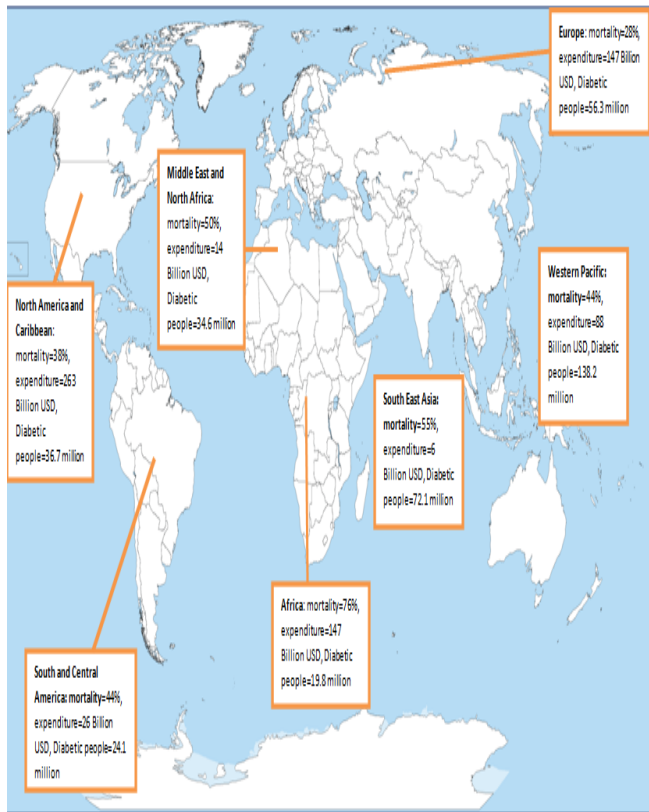 Europe: mortality=28%,
expenditure=147 Billion
USD, Diabetic
people=56.3 million
Middle East and
North Africa:
mortality=50%,
expenditure=14
Billion USD,
Diabetic
people=34.6 million
Western Pacific:
mortality=44%,
expenditure=88
Billion USD, Diabetic
people=138.2
million
North America and
Caribbean:
mortality=38%,
expenditure=263
Billion USD,
Diabetic
people=36.7 million
South East Asia:
mortality=55%,
expenditure=6
Billion USD, Diabetic
people=72.1 million
Africa: mortality=76%,
expenditure=147
Billion USD, Diabetic
people=19.8 million
South and Central
America: mortality=44%,
expenditure=26 Billion
USD, Diabetic people=24.1
million